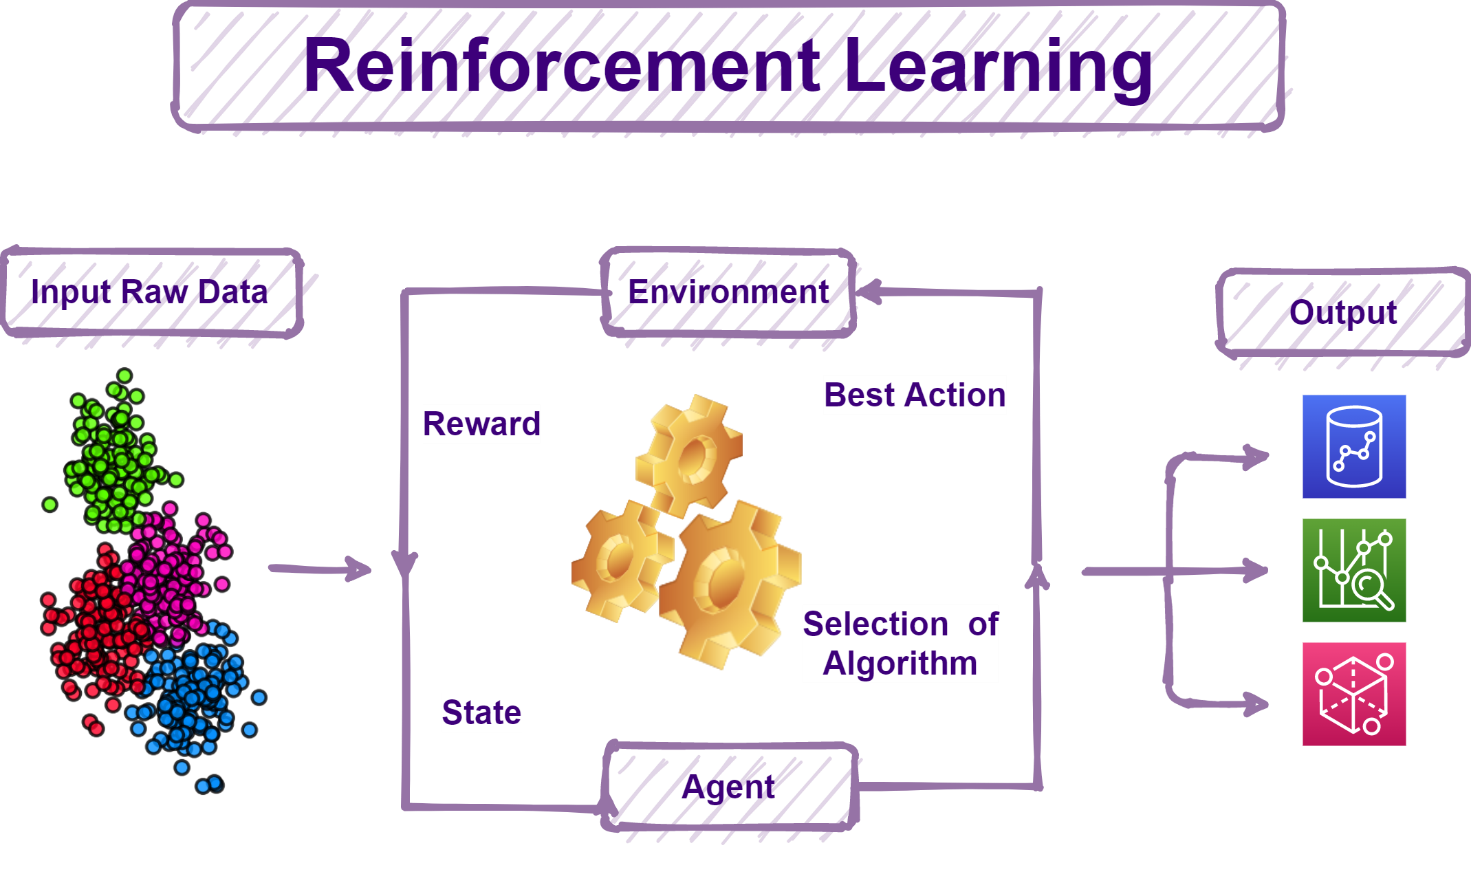 Reinforcement Learning
Input Raw Data
Environment
Output
Reward
Best Action
Selection of
Algorithm
State
Agent